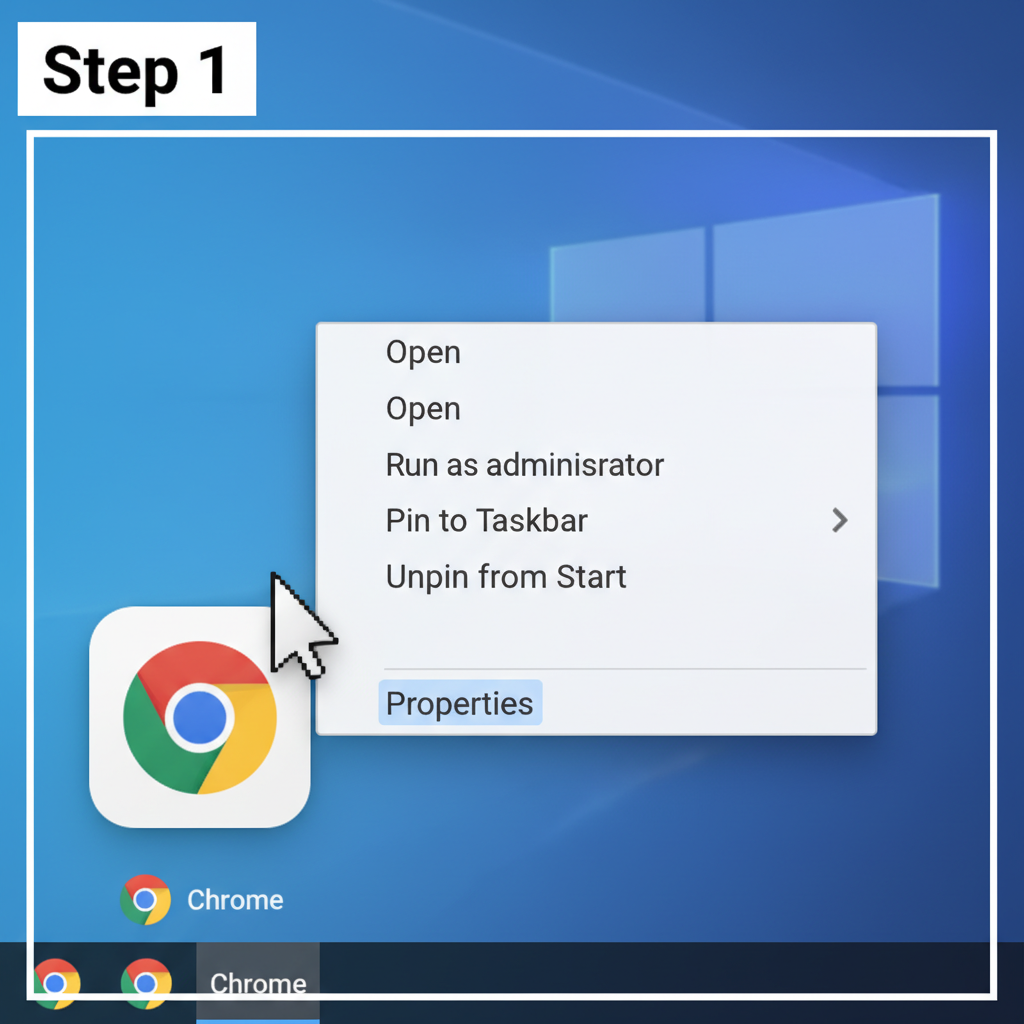 Step 1
Open
Open
Run as adminisrator
Pin to Taskbar
Unpin from Start
Properties
Chrome
Chrome